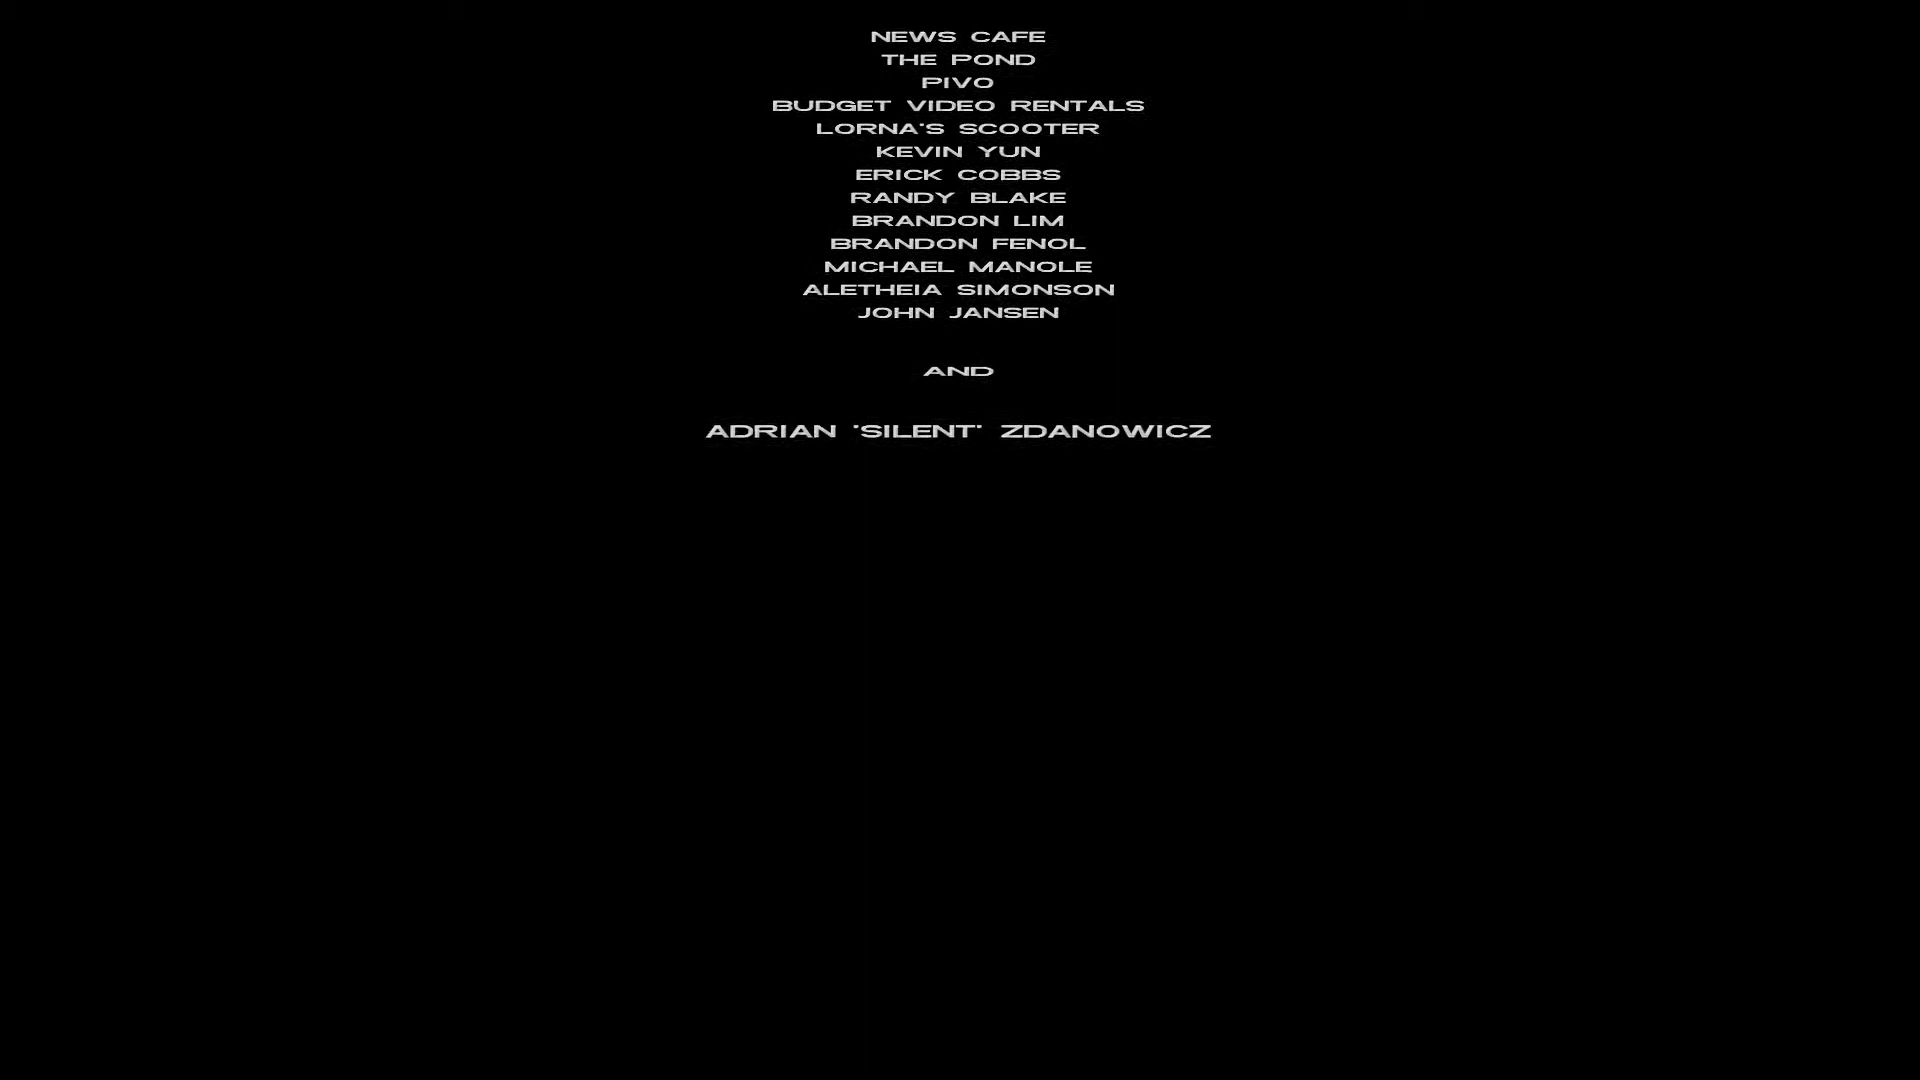 NEWS CAFE
THE POND
PIVO
BUDGET VIDEO RENTALS
LORNA'S SCOOTER
KEVIN YUN
ERICK COBBS
RANDY BLAKE
BRANDON LIM
BRANDON FENOL
MICHAEL MANOLE
ALETHEIA SIMONSON
JOHN JANSEN
AND
ADRIAN 'SILENT' ZDANOWICZ